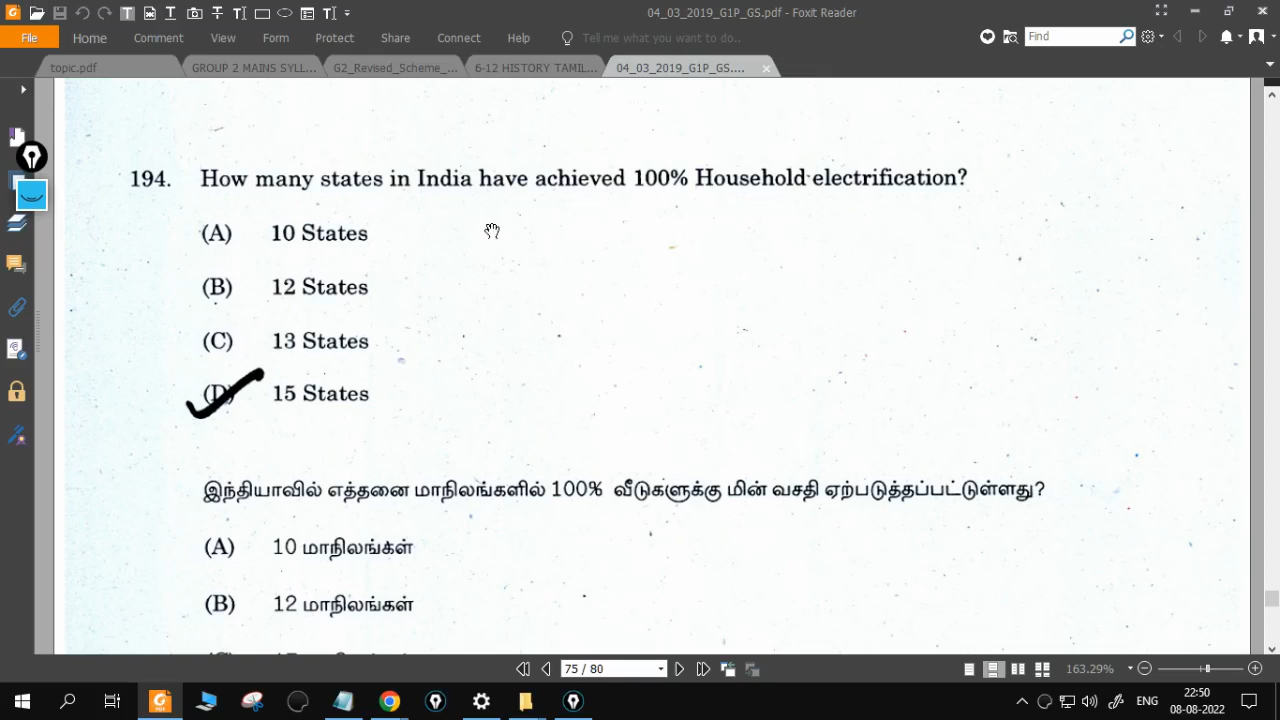 04_03_2019_G1P_GS.pdf - Foxit Reader
File Home Comment View Form Protect Share Connect Help Tell me what you want to do.. Find
topic.pdf GROUP 2 MAINS SYLL... G2_Revised_Scheme_... 6-12 HISTORY TAMIL... 04_03_2019_G1P_GS....
194. How many states in India have achieved 100% Household electrification?
(A) 10 States
(B) 12 States
(C) 13 States
(D) 15 States
இந்தியாவில் எத்தனை மாநிலங்களில் 100% வீடுகளுக்கு மின் வசதி ஏற்படுத்தப்பட்டுள்ளது?
(A) 10 மாநிலங்கள்
(B) 12 மாநிலங்கள்
75 / 80 163.29%
ENG 22:50
08-08-2022